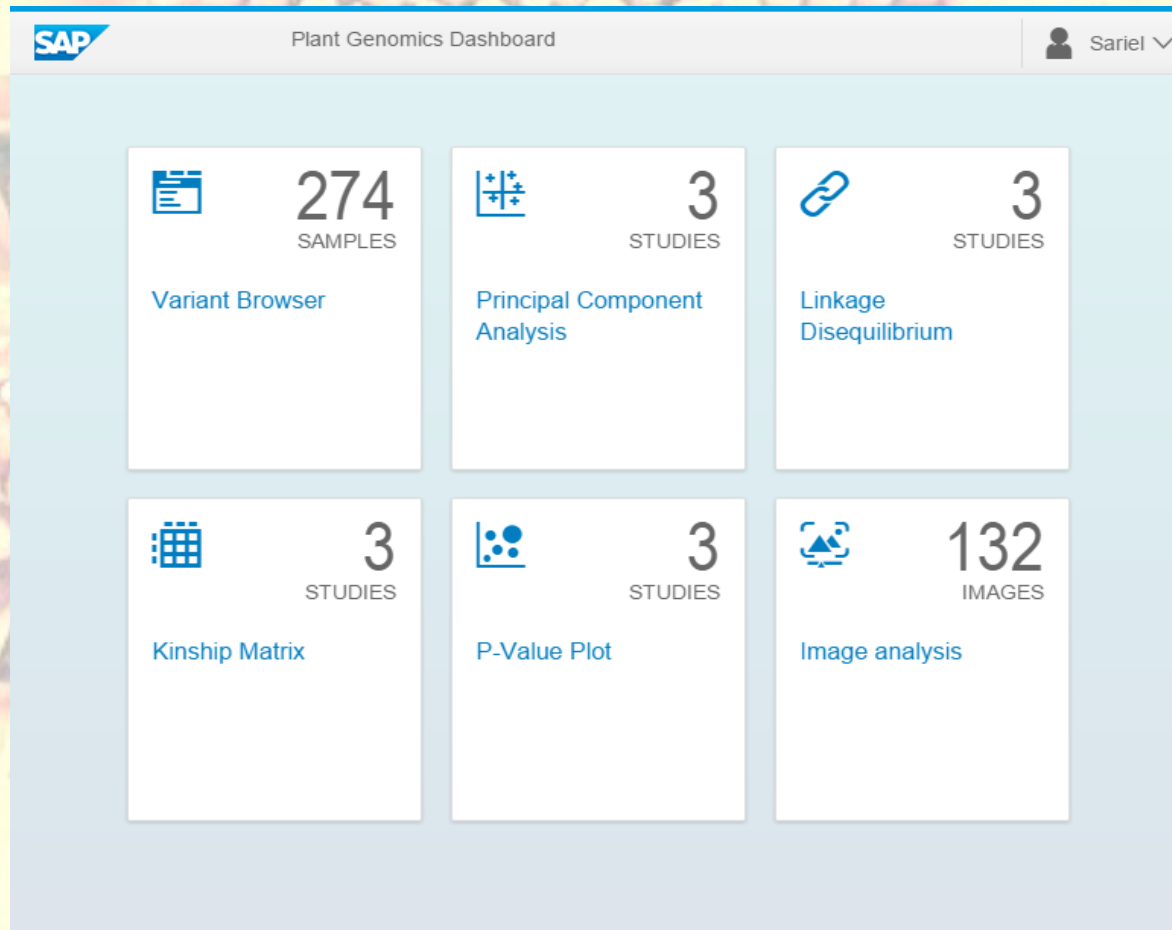 SAP
Plant Genomics Dashboard
Sariel
274
SAMPLES
Variant Browser
3
STUDIES
Principal Component
Analysis
3
STUDIES
Linkage
Disequilibrium
3
STUDIES
Kinship Matrix
3
STUDIES
P-Value Plot
132
IMAGES
Image analysis